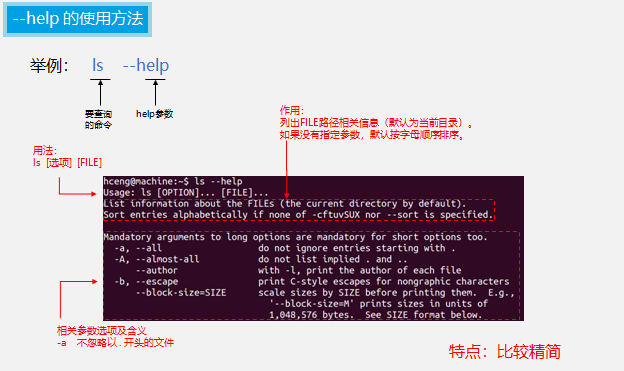 --help 的使用方法
举例： ls --help
要查询
的命令
help参数
作用：
列出FILE路径相关信息（默认为当前目录）。
如果没有指定参数，默认按字母顺序排序。
用法：
ls [选项] [FILE]
hceng@machine:~$ ls --help
Usage: ls [OPTION]... [FILE]...
List information about the FILEs (the current directory by default).
Sort entries alphabetically if none of -cftuvSUX nor --sort is specified.
Mandatory arguments to long options are mandatory for short options too.
-a, --all do not ignore entries starting with .
-A, --almost-all do not list implied . and ..
--author with -l, print the author of each file
-b, --escape print C-style escapes for nongraphic characters
--block-size=SIZE scale sizes by SIZE before printing them. E.g.,
'--block-size=M' prints sizes in units of
1,048,576 bytes. See SIZE format below.
相关参数选项及含义
-a 不忽略以 . 开头的文件
特点：比较精简